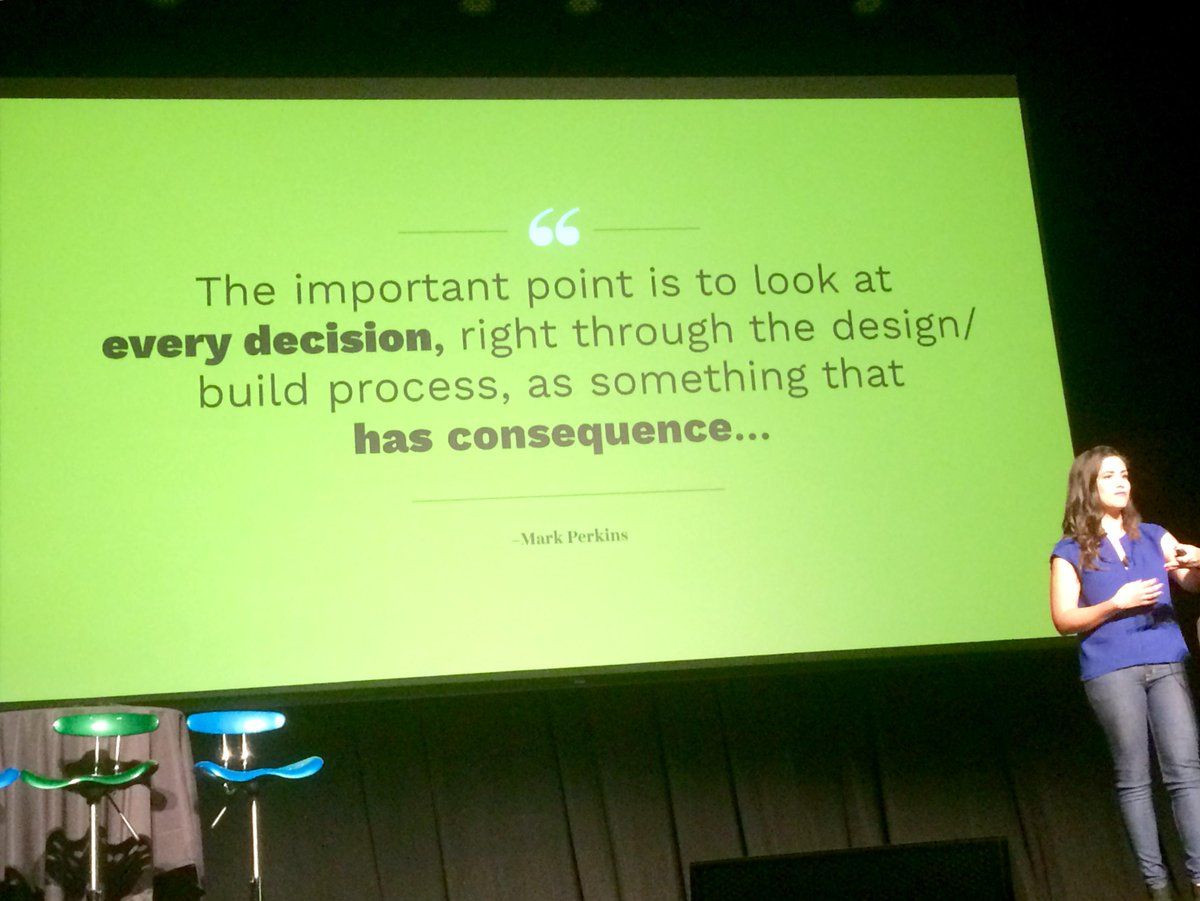 “
The important point is to look at
every decision, right through the design/
build process, as something that
has consequence...
–Mark Perkins